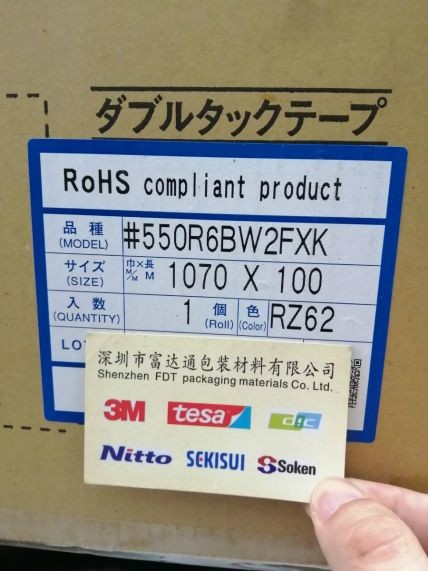 ダブルタックテープ
RoHS compliant product
品種 (MODEL) #550R6BW2FXK
サイズ (SIZE) 巾×長 M/M M 1070 X 100
入数 (QUANTITY) 1 個 (Roll) 色 (Color) RZ62
LOT
深圳市富达通包装材料有限公司
Shenzhen FDT packaging materials Co. Ltd.
3M tesa dic
Nitto SEKISUI Soken